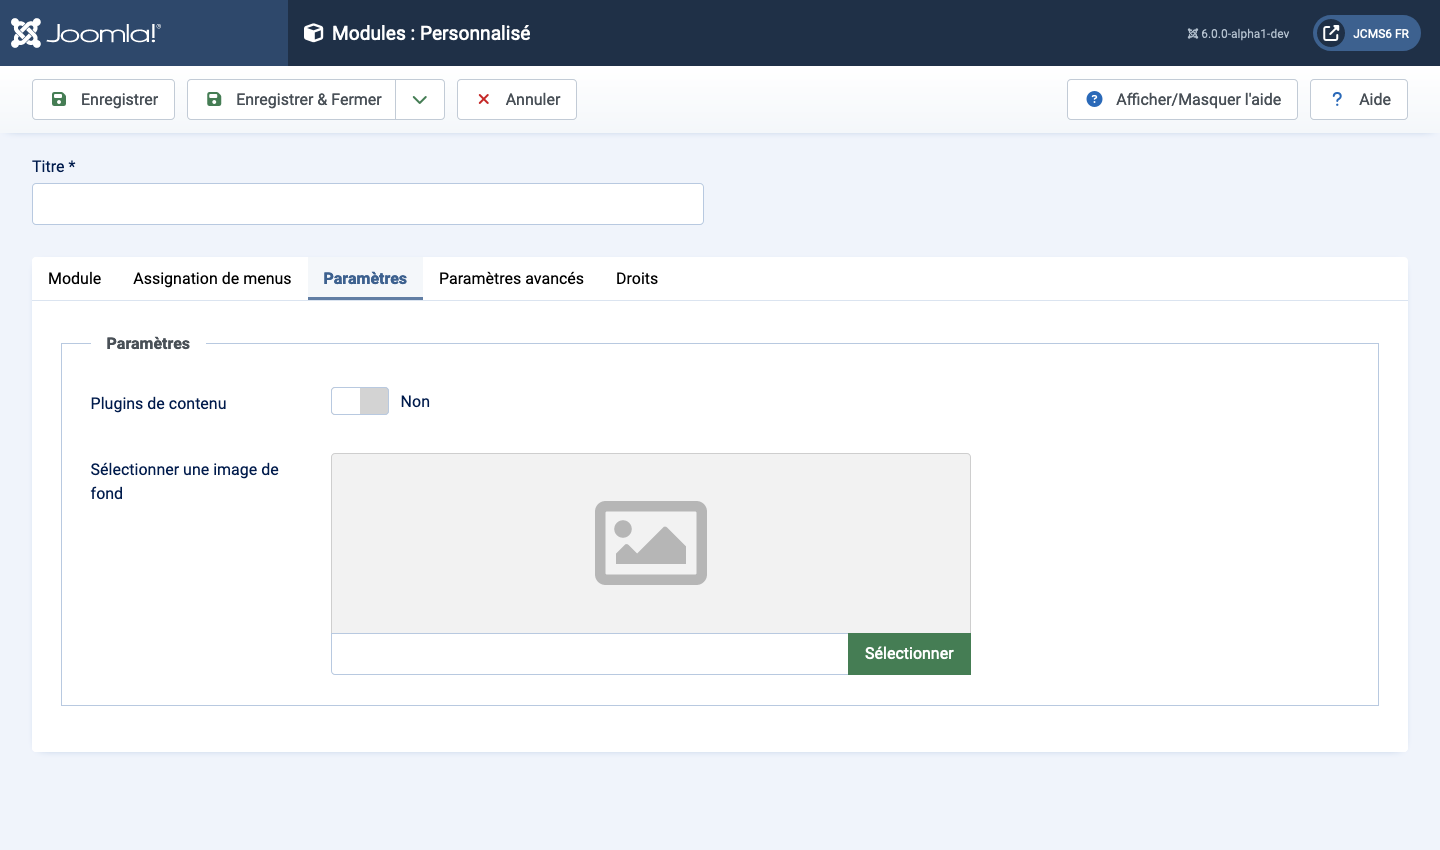 Joomla!®
Modules : Personnalisé
6.0.0-alpha1-dev
JCMS6 FR
Enregistrer
Enregistrer & Fermer
Annuler
Afficher/Masquer l'aide
? Aide
Titre *
Module
Assignation de menus
Paramètres
Paramètres avancés
Droits
Paramètres
Plugins de contenu
Non
Sélectionner une image de
fond
Sélectionner